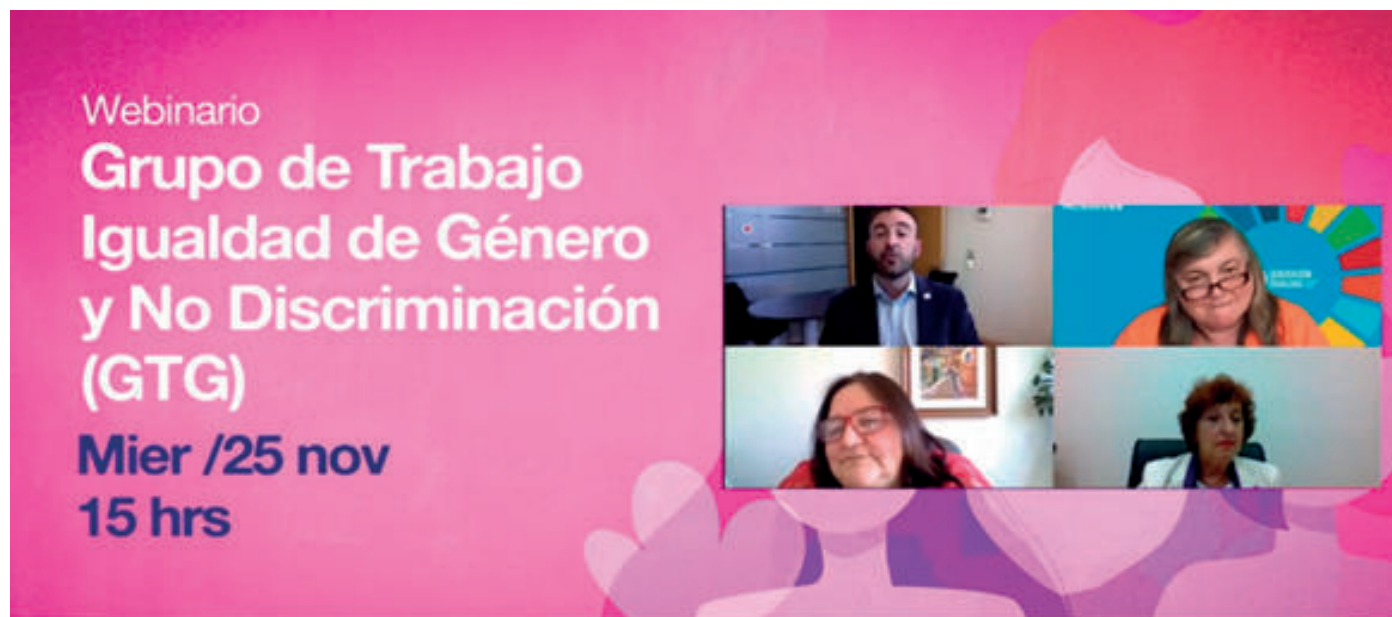 Webinario
Grupo de Trabajo
Igualdad de Género
y No Discriminación
(GTG)
Mier /25 nov
15 hrs